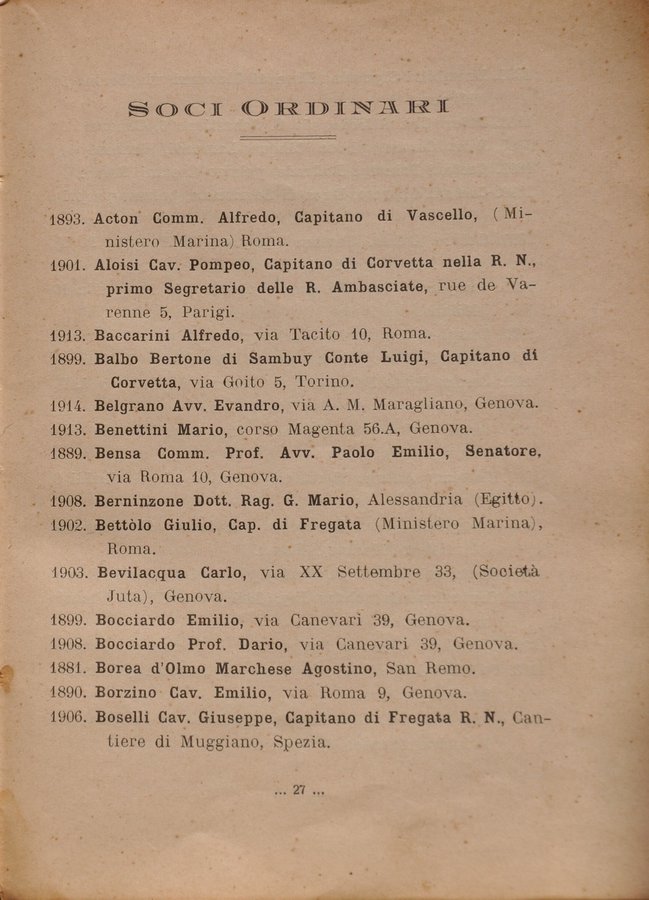 SOCI ORDINARI
1893. Acton Comm. Alfredo, Capitano di Vascello, (Mi-
nistero Marina) Roma.
1901. Aloisi Cav. Pompeo, Capitano di Corvetta nella R. N.,
primo Segretario delle R. Ambasciate, rue de Va-
renne 5, Parigi.
1913. Baccarini Alfredo, via Tacito 10, Roma.
1899. Balbo Bertone di Sambuy Conte Luigi, Capitano di
Corvetta, via Goito 5, Torino.
1914. Belgrano Avv. Evandro, via A. M. Maragliano, Genova.
1913. Benettini Mario, corso Magenta 56.A, Genova.
1889. Bensa Comm. Prof. Avv. Paolo Emilio, Senatore,
via Roma 10, Genova.
1908. Berninzone Dott. Rag. G. Mario, Alessandria (Egitto).
1902. Bettòlo Giulio, Cap. di Fregata (Ministero Marina),
Roma.
1903. Bevilacqua Carlo, via XX Settembre 33, (Società
Juta), Genova.
1899. Bocciardo Emilio, via Canevari 39, Genova.
1908. Bocciardo Prof. Dario, via Canevari 39, Genova.
1881. Borea d'Olmo Marchese Agostino, San Remo.
1890. Borzino Cav. Emilio, via Roma 9, Genova.
1906. Boselli Cav. Giuseppe, Capitano di Fregata R. N., Can-
tiere di Muggiano, Spezia.
... 27 ...